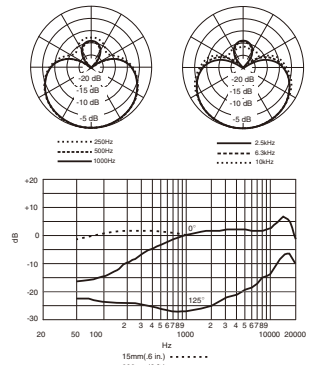 -20 dB
-15 dB
-10 dB
-5 dB
250Hz
500Hz
1000Hz
-20 dB
-15 dB
-10 dB
-5 dB
2.5kHz
6.3kHz
10kHz
+20
+10
0
-10
-20
-30
dB
0°
125°
2 3 4 5 6 7 8 9 2 3 4 5 6 7 8 9
20 50 100 1000 10000 20000
Hz
15mm(.6 in.)